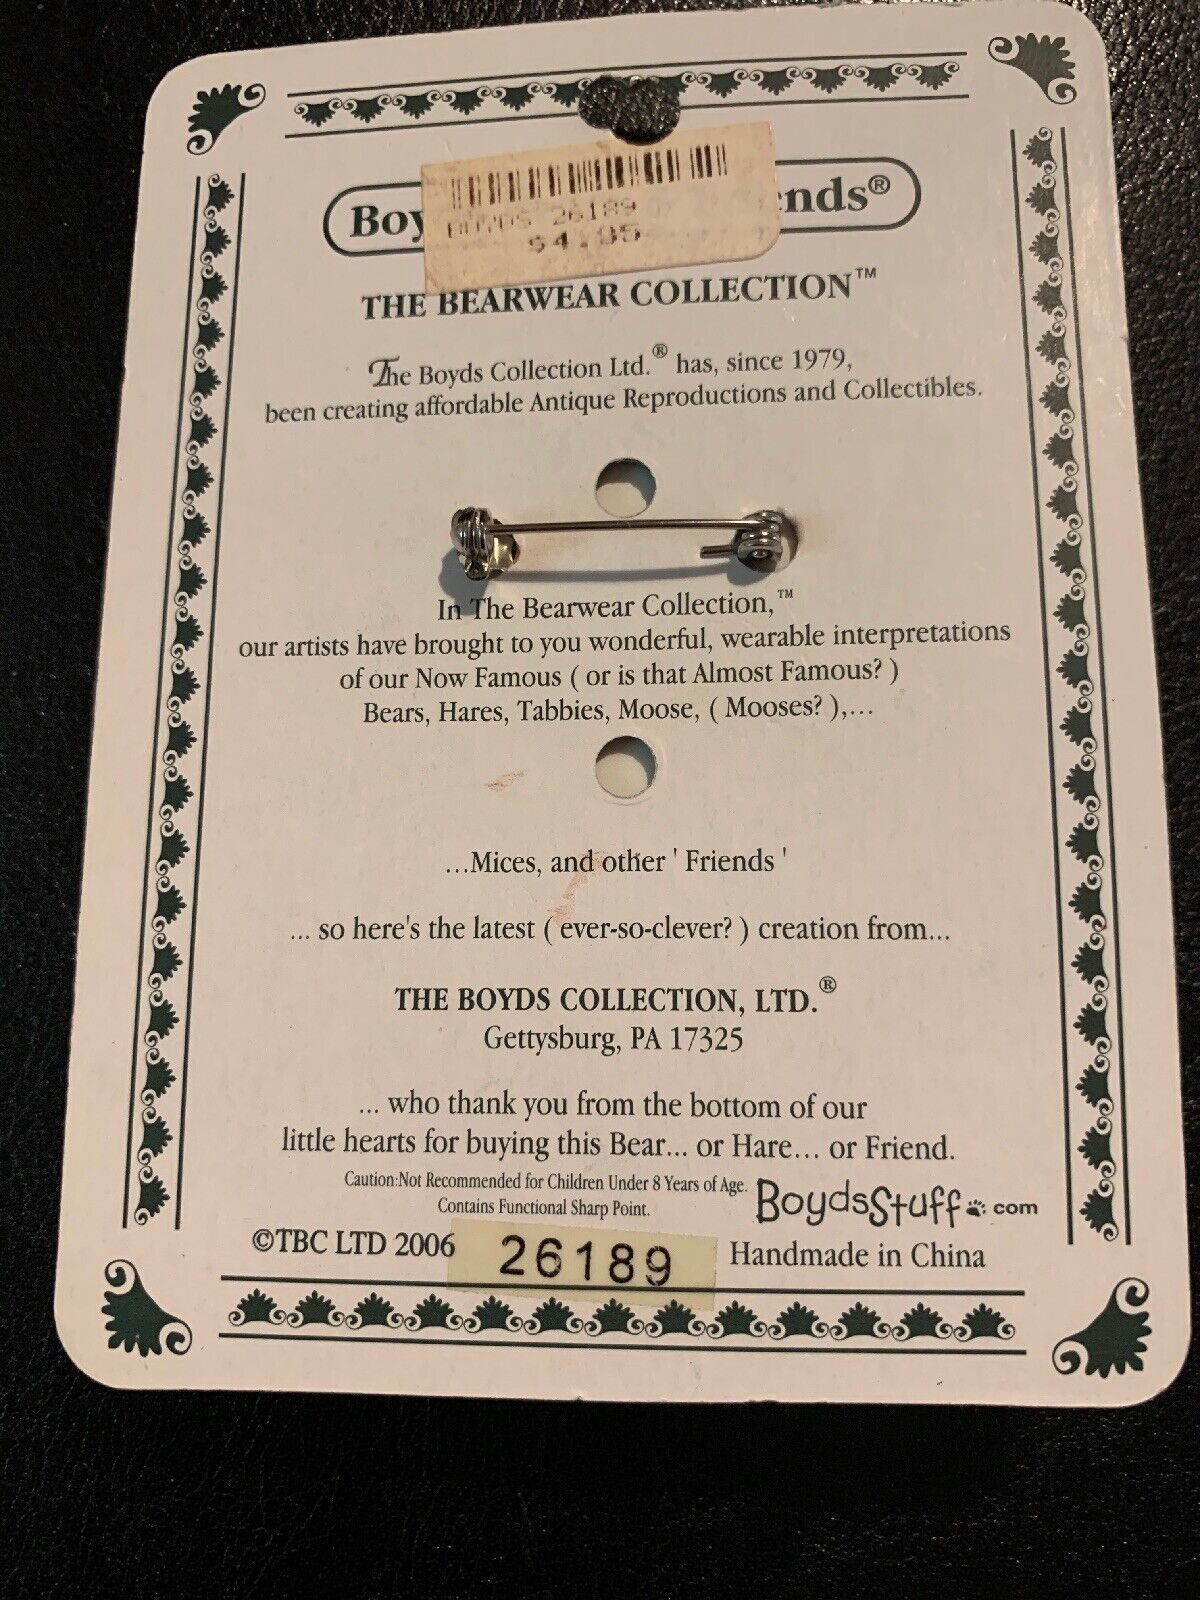 BOYDS 26189
$4.95
Boy nds®
THE BEARWEAR COLLECTION™
The Boyds Collection Ltd.® has, since 1979,
been creating affordable Antique Reproductions and Collectibles.
In The Bearwear Collection,™
our artists have brought to you wonderful, wearable interpretations
of our Now Famous ( or is that Almost Famous? )
Bears, Hares, Tabbies, Moose, ( Mooses? ),...
...Mices, and other ' Friends '
... so here's the latest ( ever-so-clever? ) creation from...
THE BOYDS COLLECTION, LTD.®
Gettysburg, PA 17325
... who thank you from the bottom of our
little hearts for buying this Bear... or Hare... or Friend.
Caution:Not Recommended for Children Under 8 Years of Age.
Contains Functional Sharp Point.
BoydsStuff.com
©TBC LTD 2006 26189 Handmade in China